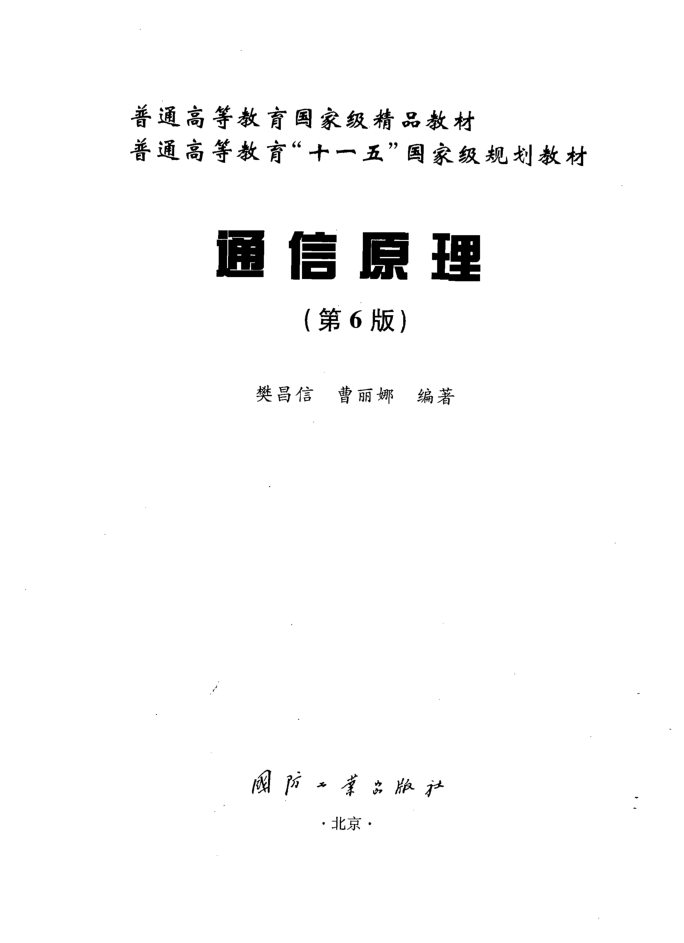 普通高等教育国家级精品教材
普通高等教育“十一五”国家级规划教材
通信原理
(第6版)
樊昌信 曹丽娜 编著
国防工业出版社
·北京·